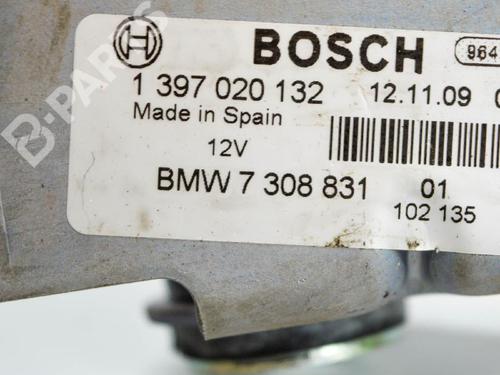 BOSCH 964
1 397 020 132 12.11.09
Made in Spain
12V
BMW 7 308 831 01
102 135
B-PARTS